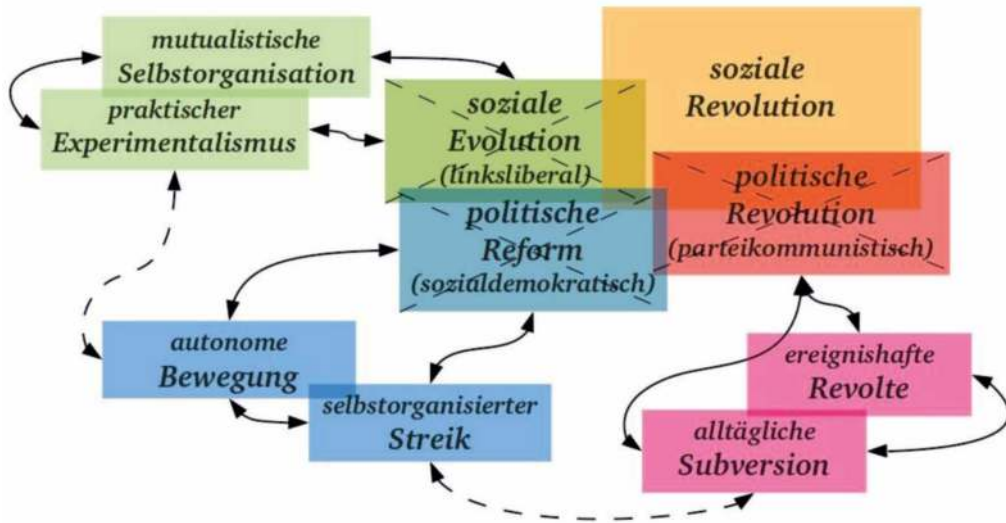 mutualistische
Selbstorganisation
praktischer
Experimentalismus
soziale
Evolution
(linksliberal)
soziale
Revolution
politische
Reform
(sozialdemokratisch)
politische
Revolution
(parteikommunistisch)
autonome
Bewegung
selbstorganisierter
Streik
ereignishafte
Revolte
alltägliche
Subversion